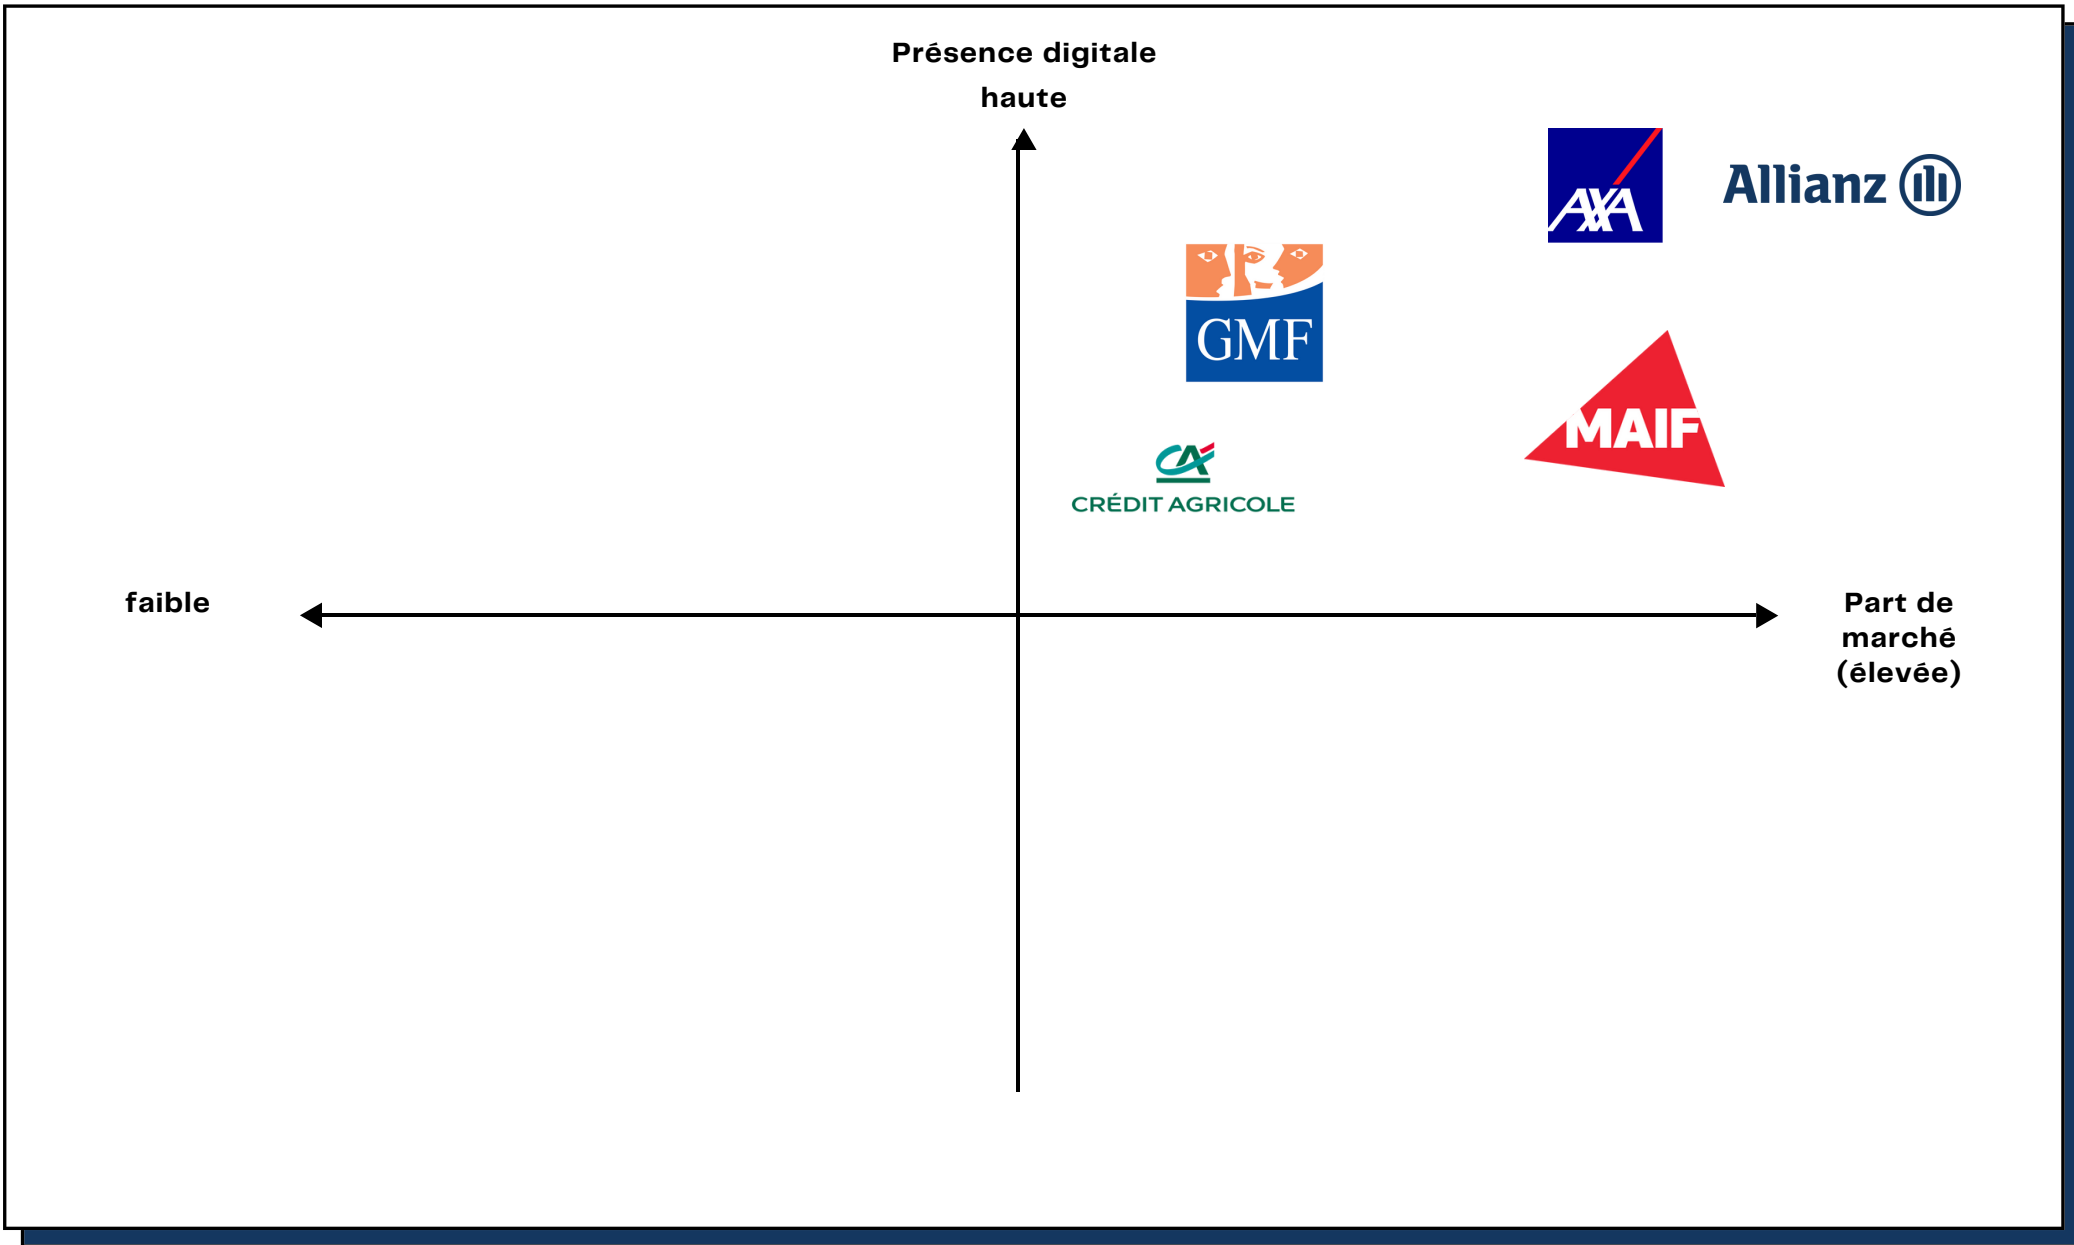 Présence digitale
haute
AXA
Allianz
GMF
MAIF
CA
CRÉDIT AGRICOLE
faible
Part de
marché
(élevée)